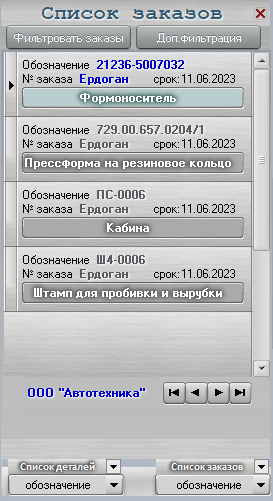 Список заказов
Фильтровать заказы Доп.фильтрация
Обозначение 21236-5007032
№ заказа Ердоган срок:11.06.2023
Формоноситель
Обозначение 729.00.657.0204/1
№ заказа Ердоган срок:11.06.2023
Прессформа на резиновое кольцо
Обозначение ПС-0006
№ заказа Ердоган срок:11.06.2023
Кабина
Обозначение Ш4-0006
№ заказа Ердоган срок:11.06.2023
Штамп для пробивки и вырубки
ООО "Автотехника"
Список деталей Список заказов
обозначение обозначение